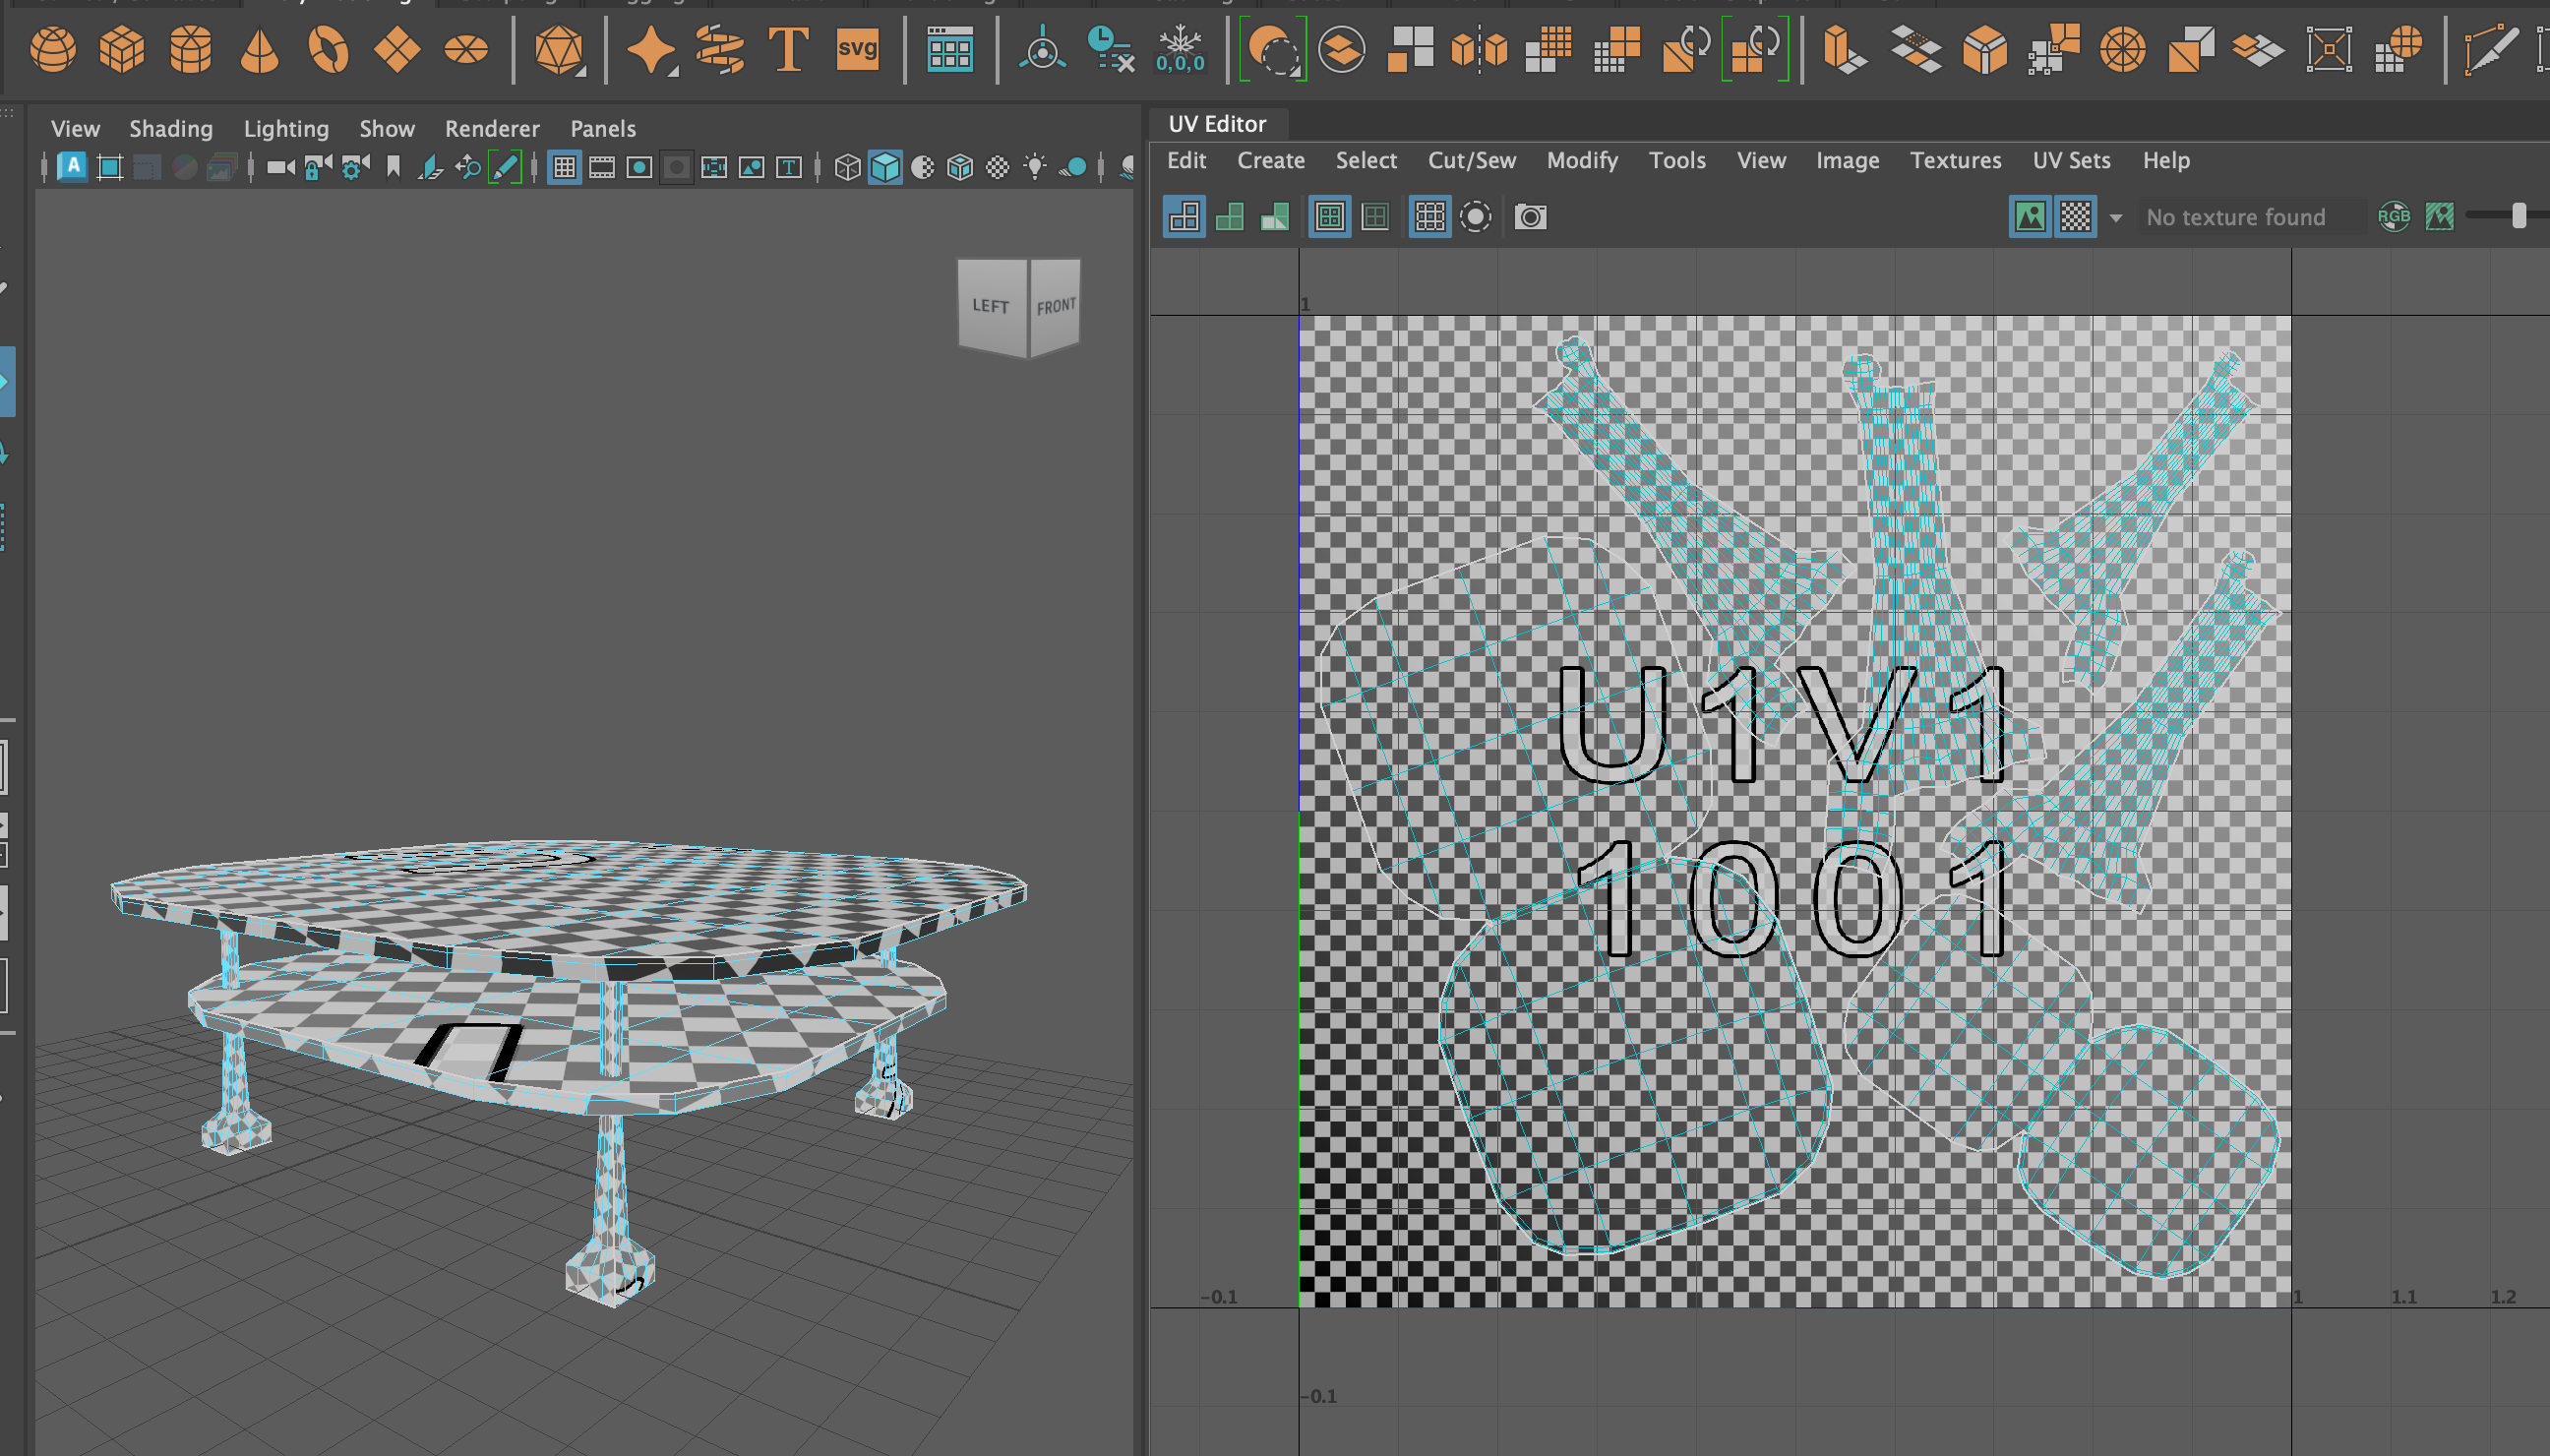 svg
0,0,0
View Shading Lighting Show Renderer Panels
A
T
LEFT FRONT
UV Editor
Edit Create Select Cut/Sew Modify Tools View Image Textures UV Sets Help
No texture found
RGB
1
U1V1
1001
-0.1
1 1.1 1.2
-0.1